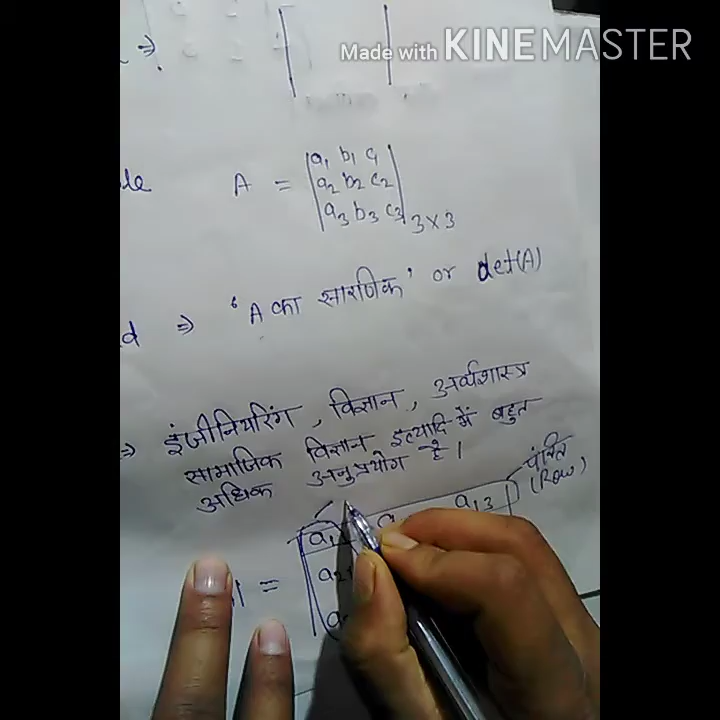 Made with KINEMASTER
A = | a₁ b₁ c₁ |
| a₂ b₂ c₂ |
| a₃ b₃ c₃ | 3×3
⇒ 'A का सारणिक' or det(A)
⇒ इंजीनियरिंग, विज्ञान, अर्थशास्त्र
सामाजिक विज्ञान इत्यादि में बहुत
अधिक अनुप्रयोग है।
पंक्ति
(Row)
a₁₃
=